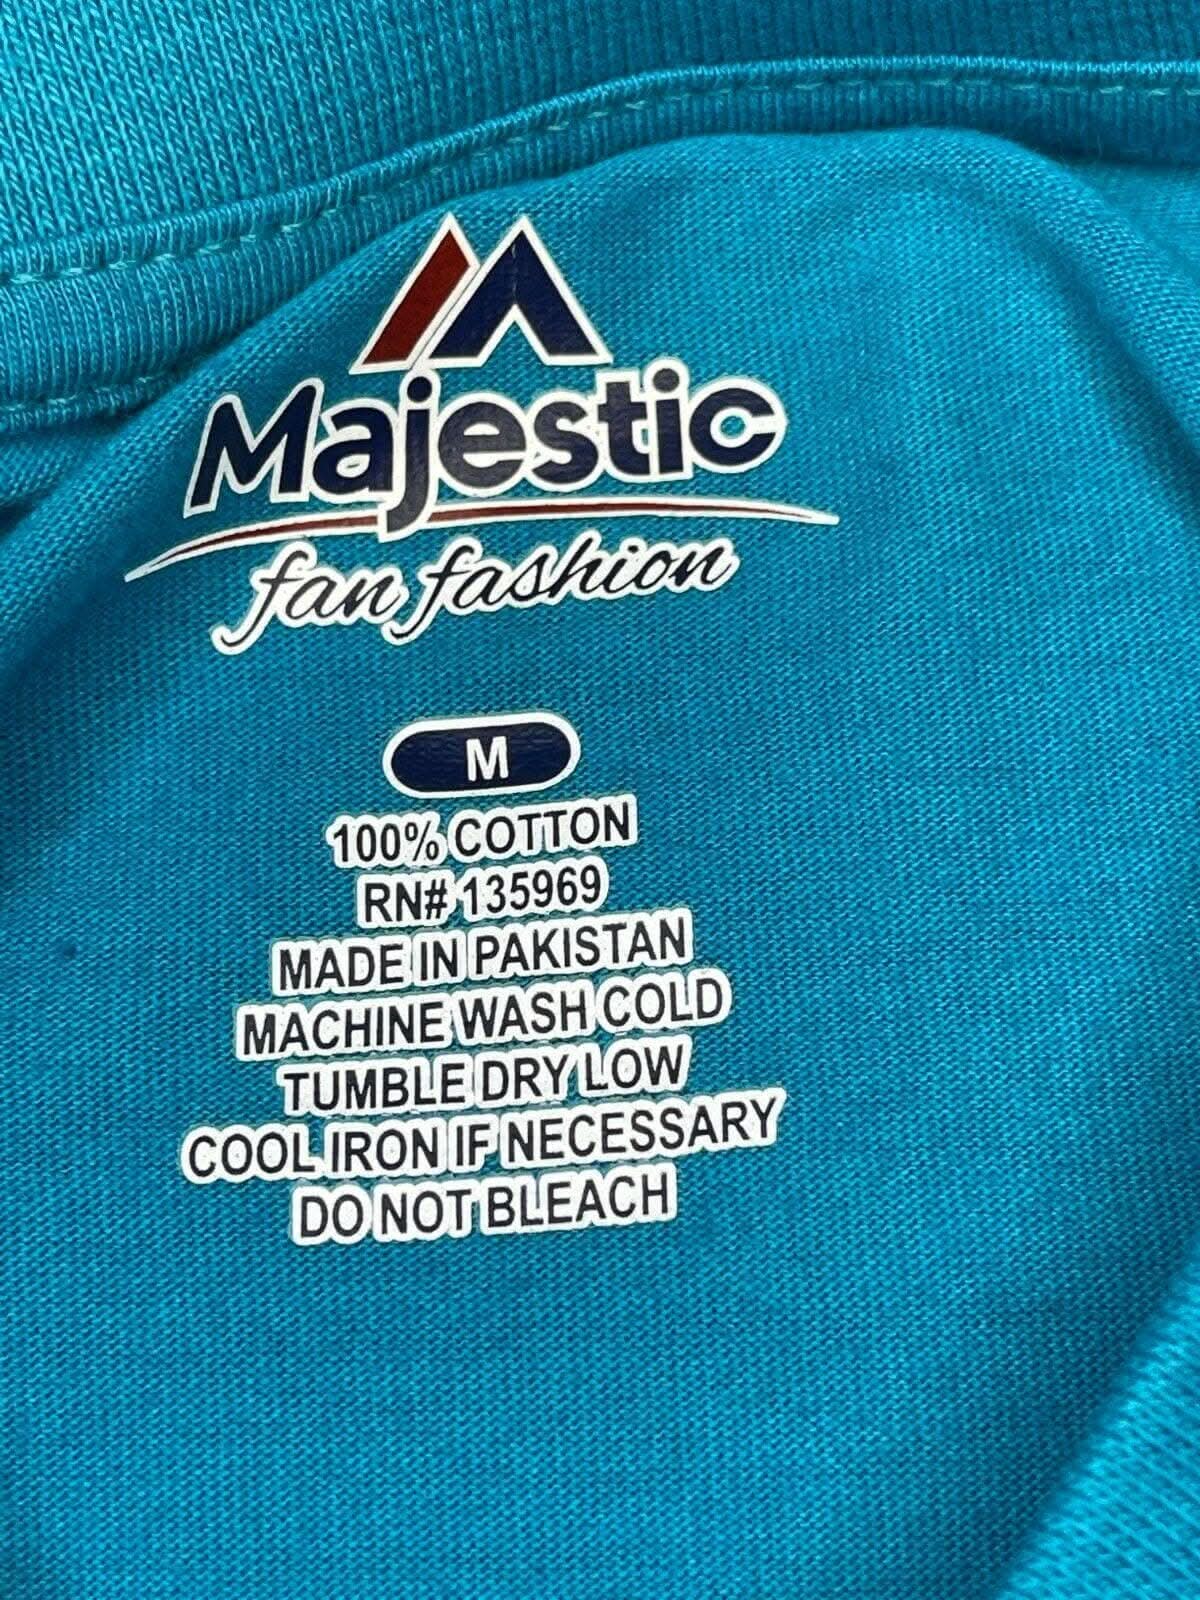 Majestic
fan fashion
M
100% COTTON
RN# 135969
MADE IN PAKISTAN
MACHINE WASH COLD
TUMBLE DRY LOW
COOL IRON IF NECESSARY
DO NOT BLEACH